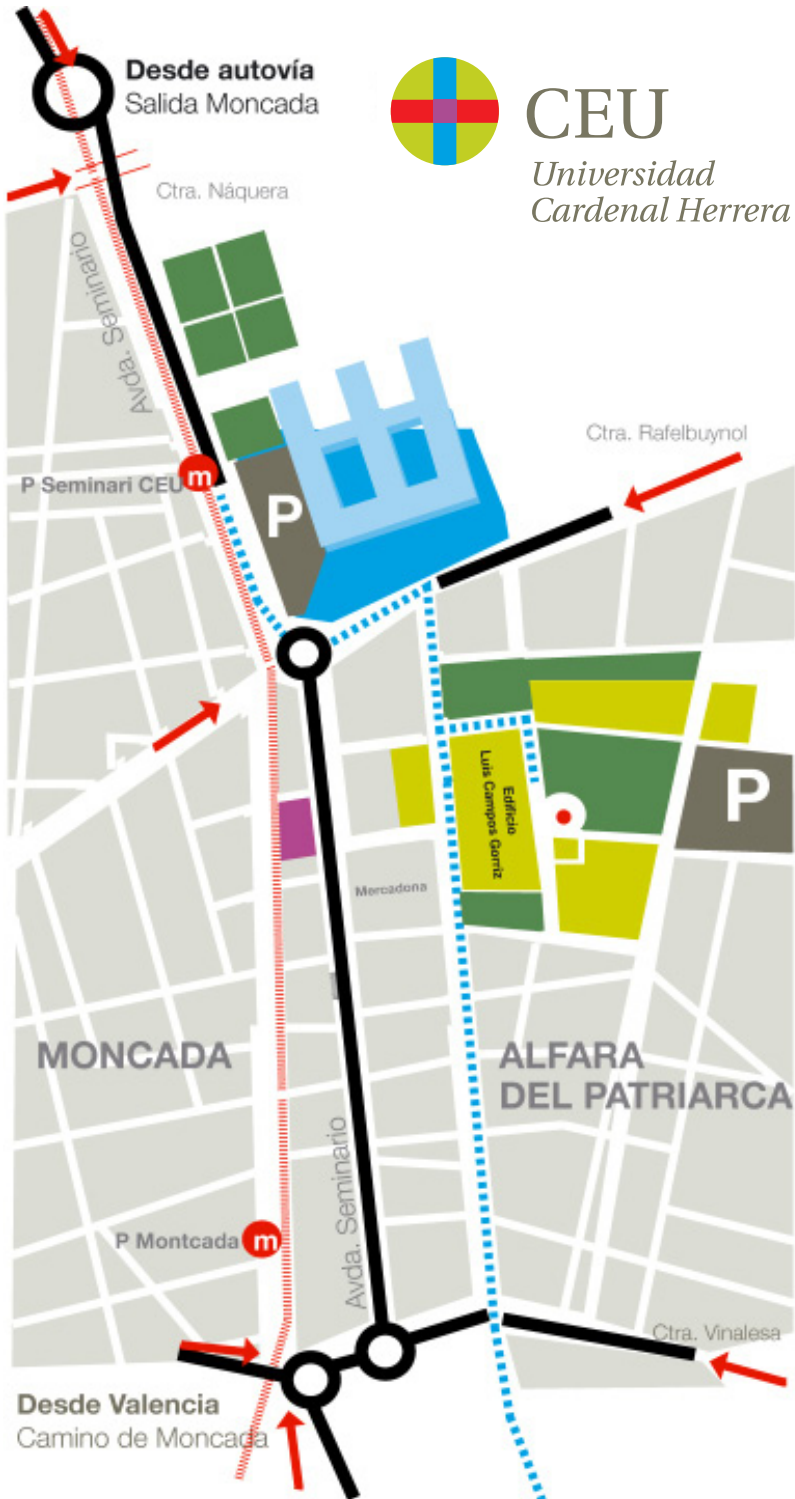 Desde autovía
Salida Moncada
CEU
Universidad
Cardenal Herrera
Ctra. Náquera
Avda. Seminario
Ctra. Rafelbuynol
P Seminari CEU
m
P
Edificio
Luis Campos Gorriz
P
Mercadona
MONCADA
ALFARA
DEL PATRIARCA
Avda. Seminario
P Montcada
m
Ctra. Vinalesa
Desde Valencia
Camino de Moncada